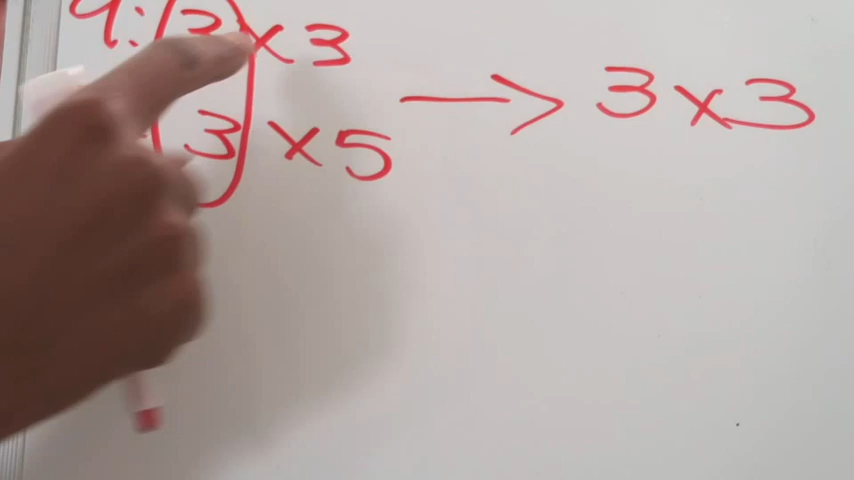 9: 3 × 3
3 × 5 → 3 × 3